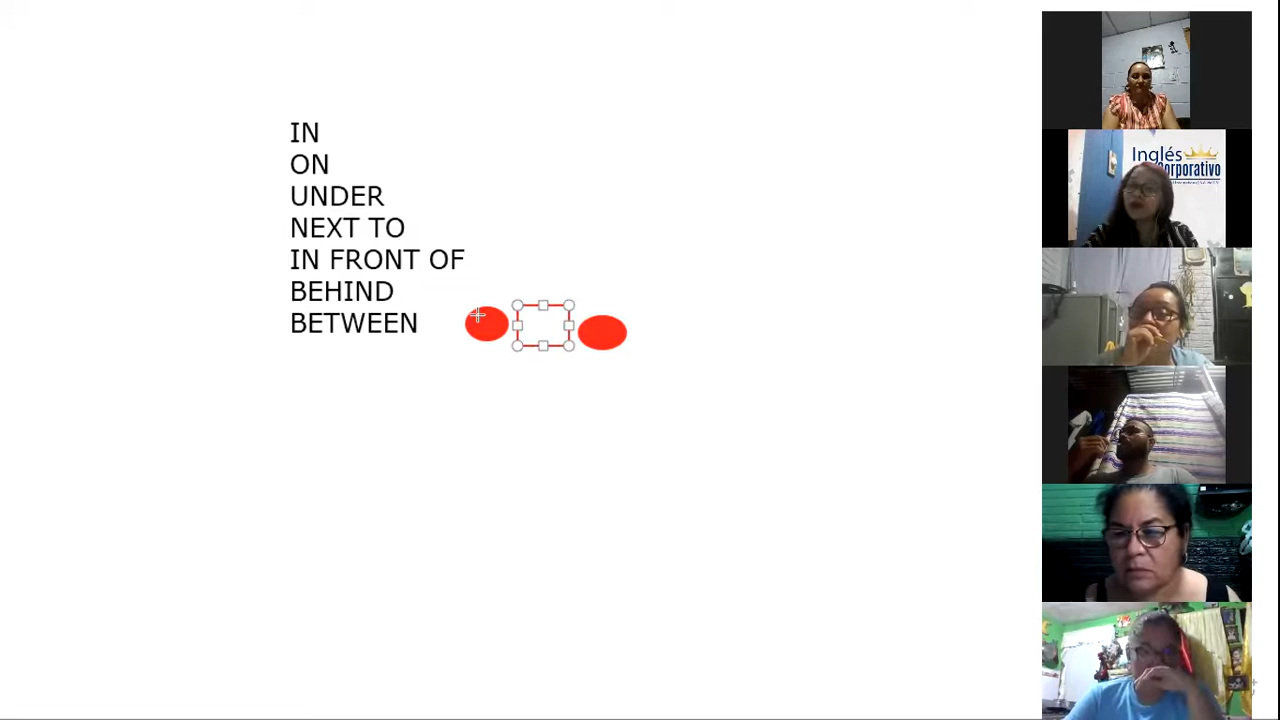 IN
ON
UNDER
NEXT TO
IN FRONT OF
BEHIND
BETWEEN
Inglés
Corporativo